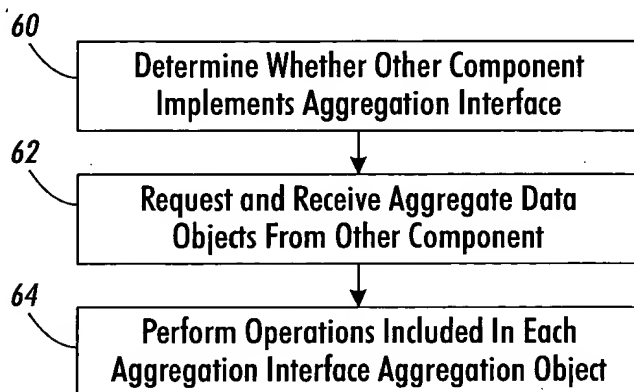 60
Determine Whether Other Component
Implements Aggregation Interface
62
Request and Receive Aggregate Data
Objects From Other Component
64
Perform Operations Included In Each
Aggregation Interface Aggregation Object